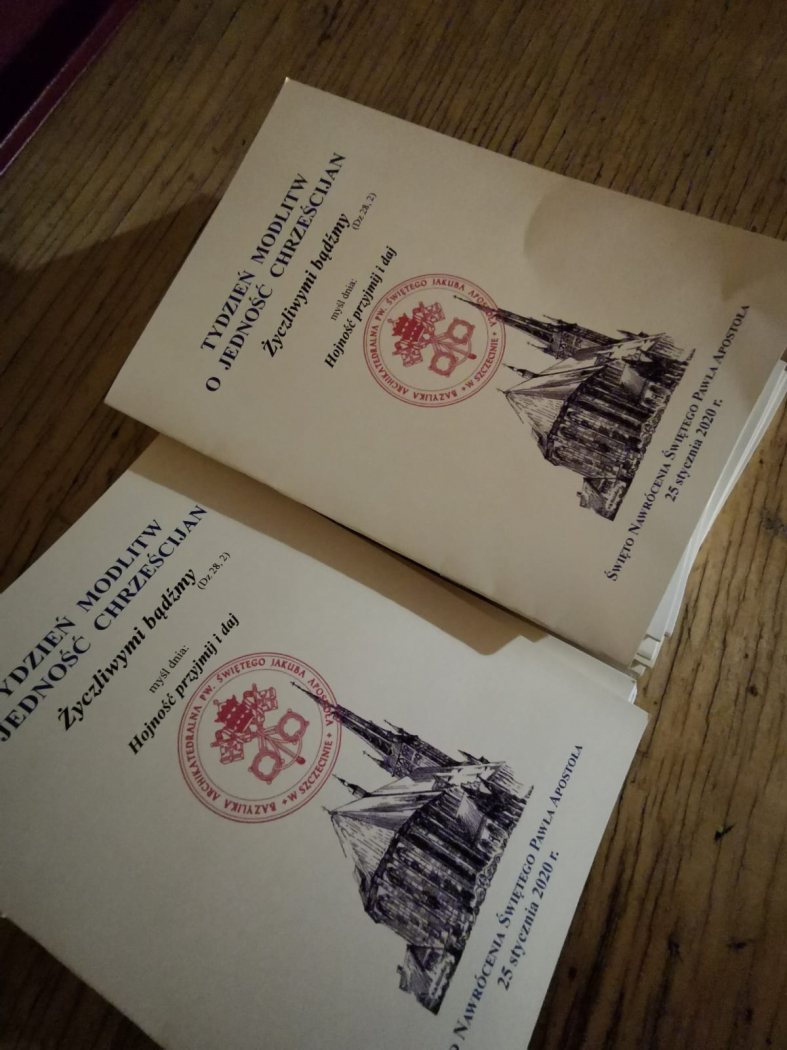 TYDZIEŃ MODLITW
O JEDNOŚĆ CHRZEŚCIJAN
Życzliwymi bądźmy
(Dz 28, 2)
myśl dnia:
Hojność przyjmij i daj
BAZYLIKA ARCHIKATEDRALNA PW. ŚWIĘTEGO JAKUBA APOSTOŁA
W SZCZECINIE
ŚWIĘTO NAWRÓCENIA ŚWIĘTEGO PAWŁA APOSTOŁA
25 stycznia 2020 r.
YDZIEŃ MODLITW
JEDNOŚĆ CHRZEŚCIJAN
Życzliwymi bądźmy
(Dz 28, 2)
myśl dnia:
Hojność przyjmij i daj
BAZYLIKA ARCHIKATEDRALNA PW. ŚWIĘTEGO JAKUBA APOSTOŁA
W SZCZECINIE
O NAWRÓCENIA ŚWIĘTEGO PAWŁA APOSTOŁA
25 stycznia 2020 r.